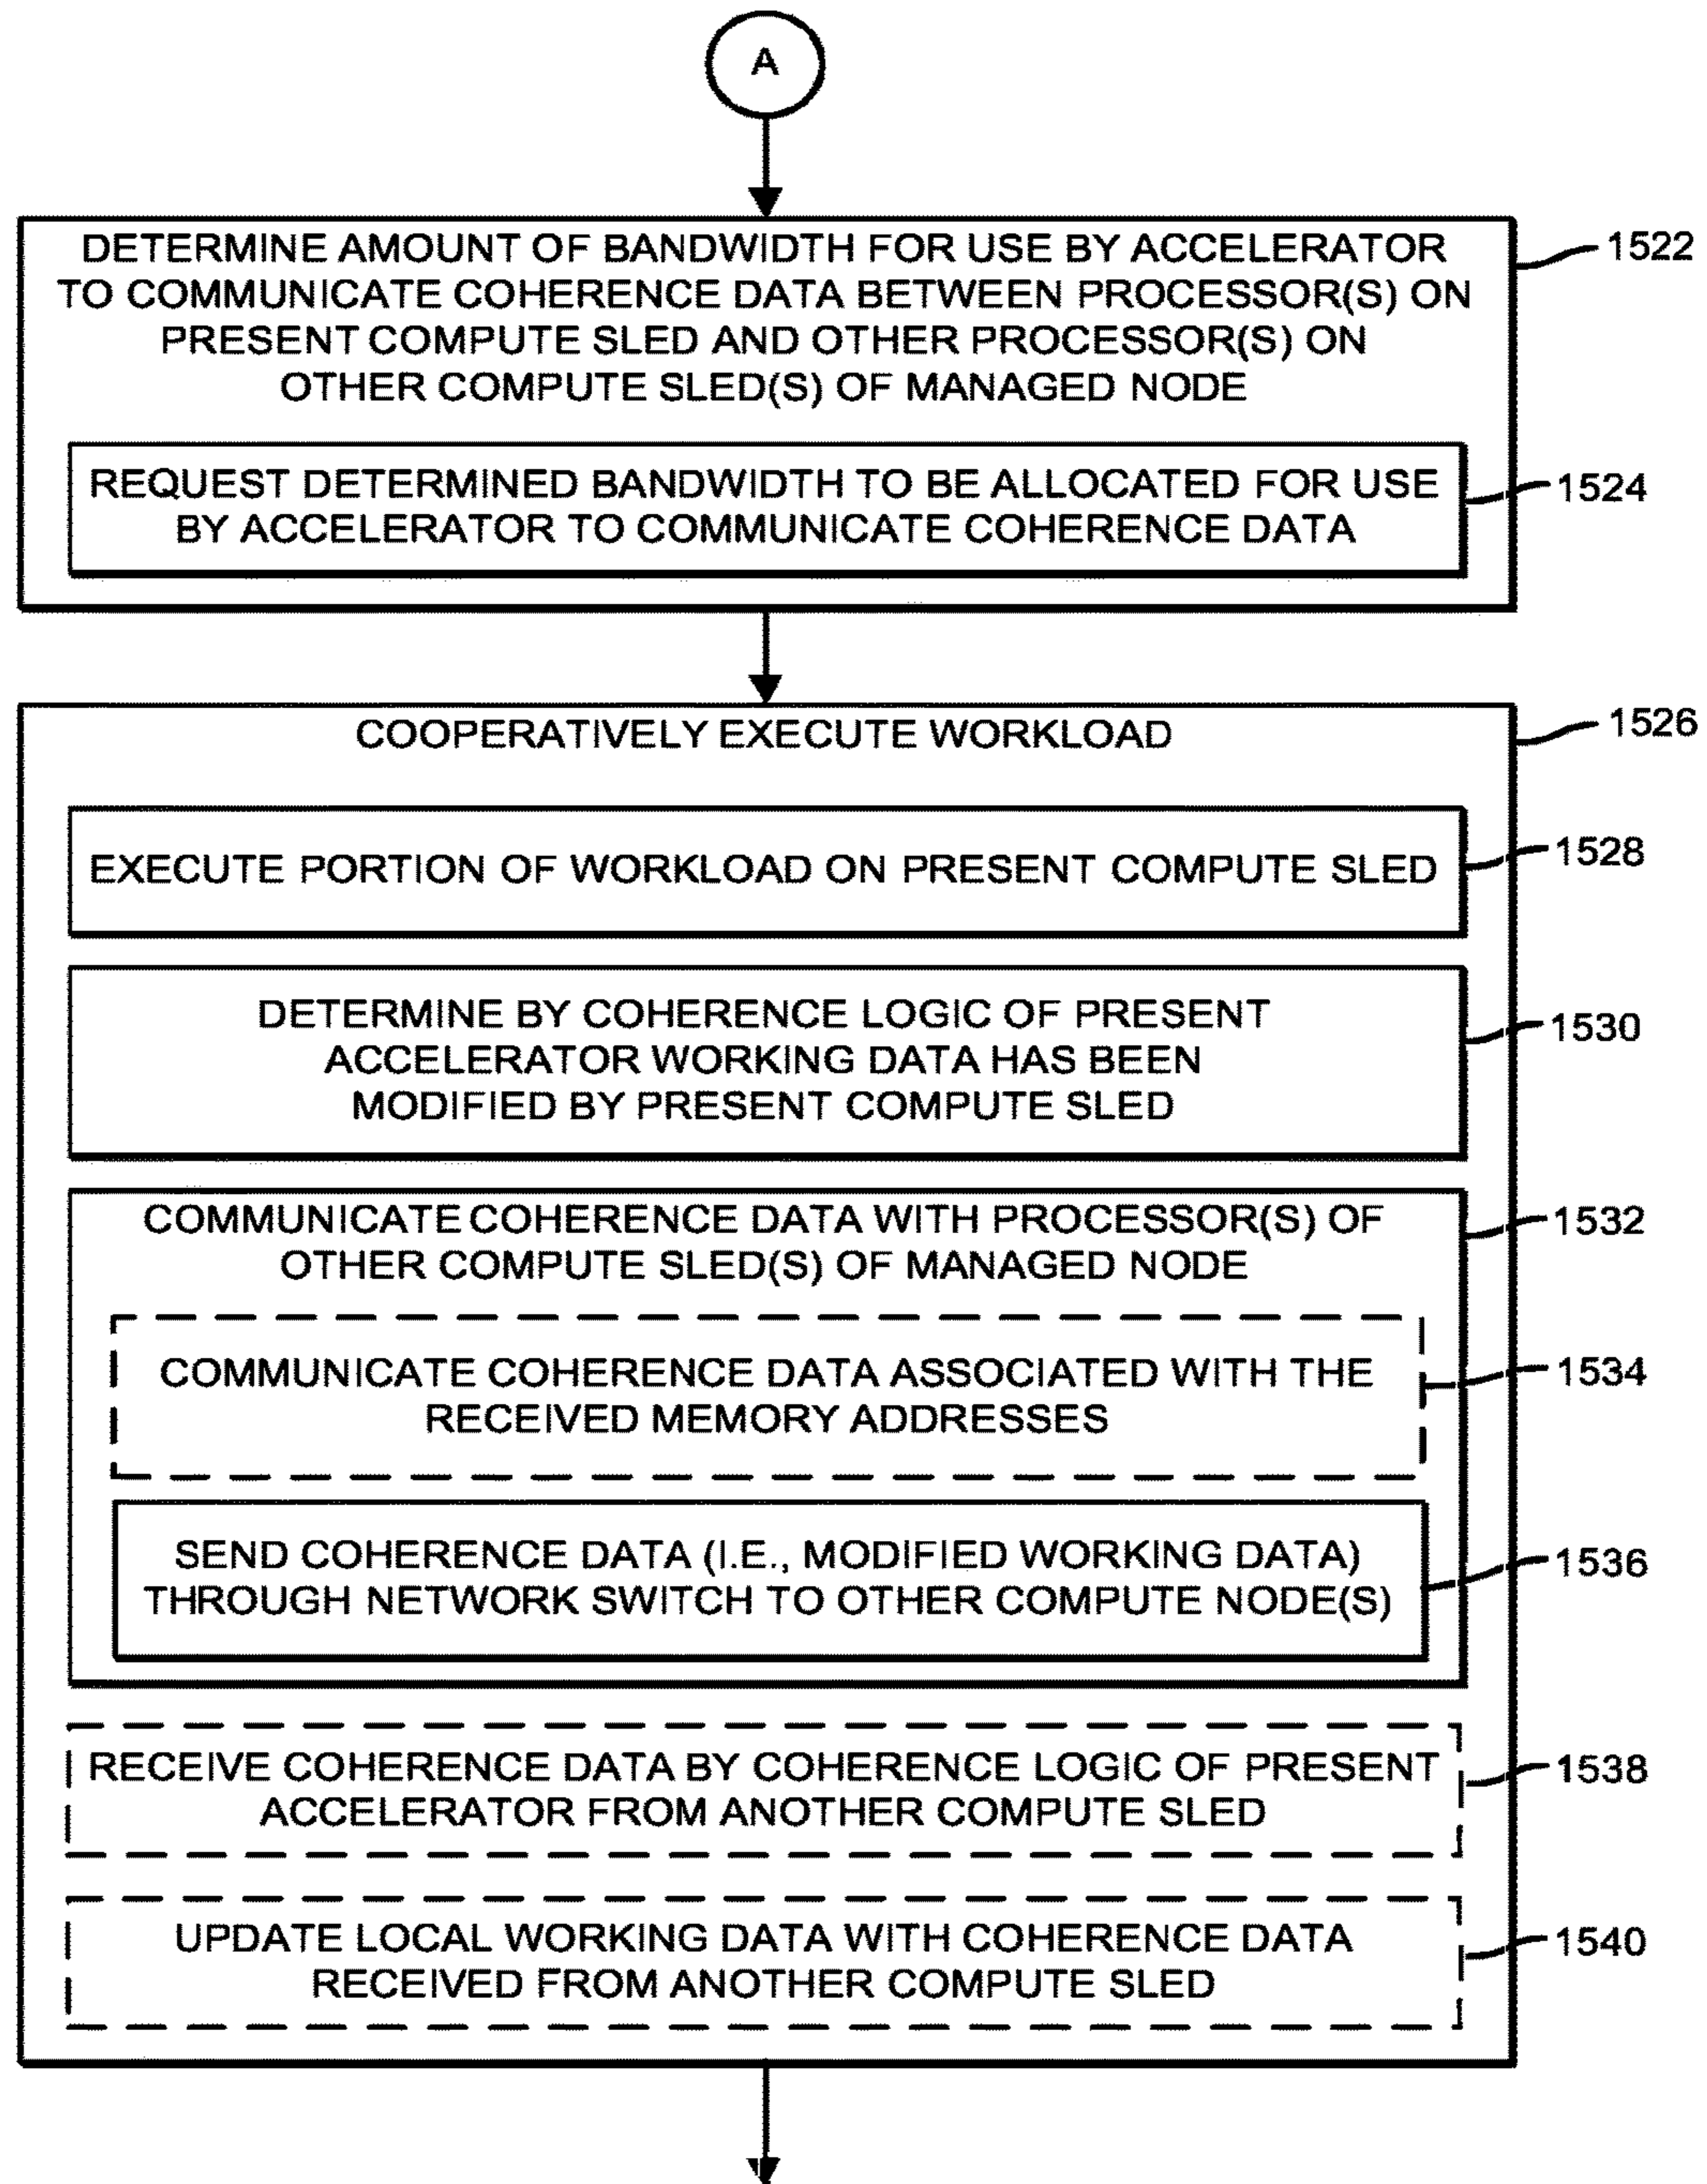 A
DETERMINE AMOUNT OF BANDWIDTH FOR USE BY ACCELERATOR
TO COMMUNICATE COHERENCE DATA BETWEEN PROCESSOR(S) ON
PRESENT COMPUTE SLED AND OTHER PROCESSOR(S) ON
OTHER COMPUTE SLED(S) OF MANAGED NODE
1522
REQUEST DETERMINED BANDWIDTH TO BE ALLOCATED FOR USE
BY ACCELERATOR TO COMMUNICATE COHERENCE DATA
1524
COOPERATIVELY EXECUTE WORKLOAD
1526
EXECUTE PORTION OF WORKLOAD ON PRESENT COMPUTE SLED
1528
DETERMINE BY COHERENCE LOGIC OF PRESENT
ACCELERATOR WORKING DATA HAS BEEN
MODIFIED BY PRESENT COMPUTE SLED
1530
COMMUNICATE COHERENCE DATA WITH PROCESSOR(S) OF
OTHER COMPUTE SLED(S) OF MANAGED NODE
1532
COMMUNICATE COHERENCE DATA ASSOCIATED WITH THE
RECEIVED MEMORY ADDRESSES
1534
SEND COHERENCE DATA (I.E., MODIFIED WORKING DATA)
THROUGH NETWORK SWITCH TO OTHER COMPUTE NODE(S)
1536
RECEIVE COHERENCE DATA BY COHERENCE LOGIC OF PRESENT
ACCELERATOR FROM ANOTHER COMPUTE SLED
1538
UPDATE LOCAL WORKING DATA WITH COHERENCE DATA
RECEIVED FROM ANOTHER COMPUTE SLED
1540